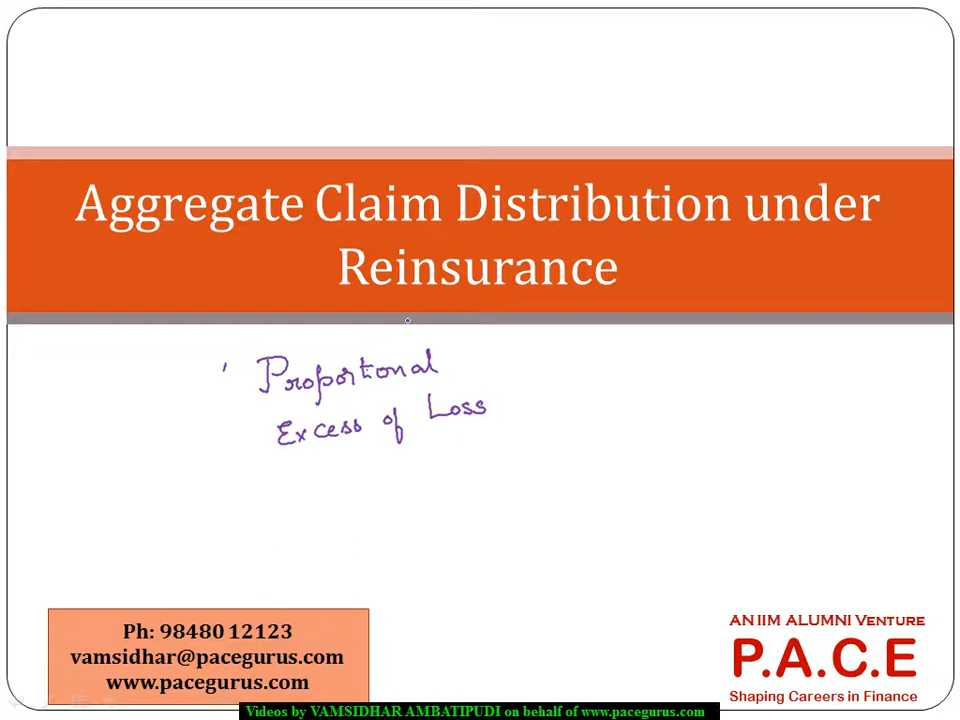 Aggregate Claim Distribution under
Reinsurance
Proportional
Excess of Loss
Ph: 98480 12123
vamsidhar@pacegurus.com
www.pacegurus.com
AN IIM ALUMNI VENTURE
P.A.C.E
Shaping Careers in Finance
Videos by VAMSIDHAR AMBATIPUDI on behalf of www.pacegurus.com